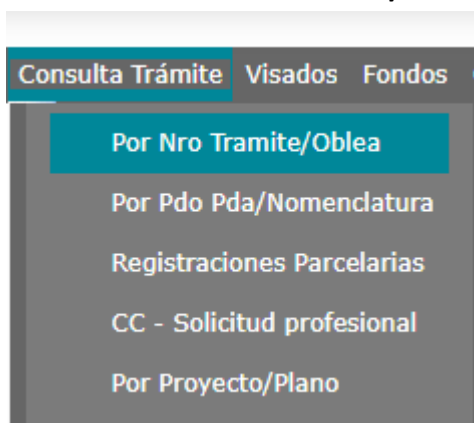 Consulta Trámite Visados Fondos
Por Nro Tramite/Oblea
Por Pdo Pda/Nomenclatura
Registraciones Parcelarias
CC - Solicitud profesional
Por Proyecto/Plano